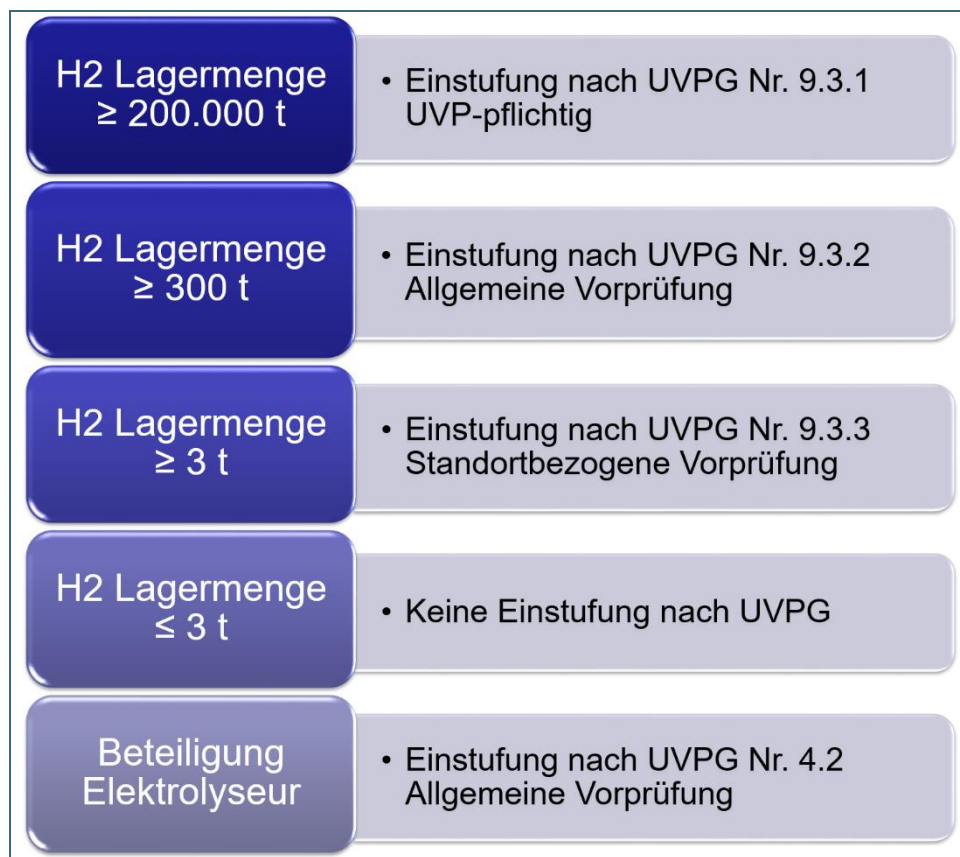 H2 Lagermenge
≥ 200.000 t
• Einstufung nach UVPG Nr. 9.3.1
UVP-pflichtig
H2 Lagermenge
≥ 300 t
• Einstufung nach UVPG Nr. 9.3.2
Allgemeine Vorprüfung
H2 Lagermenge
≥ 3 t
• Einstufung nach UVPG Nr. 9.3.3
Standortbezogene Vorprüfung
H2 Lagermenge
≤ 3 t
• Keine Einstufung nach UVPG
Beteiligung
Elektrolyseur
• Einstufung nach UVPG Nr. 4.2
Allgemeine Vorprüfung